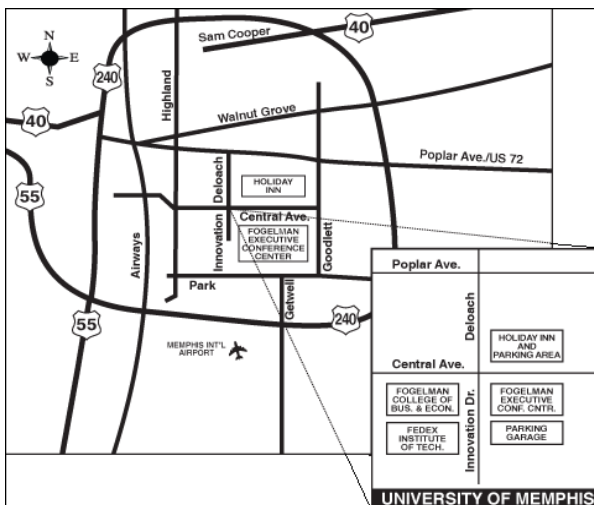 N
W
E
S
Sam Cooper
40
240
Highland
Walnut Grove
40
Poplar Ave./US 72
55
Deloach
HOLIDAY
INN
Central Ave.
Innovation
FOGELMAN
EXECUTIVE
CONFERENCE
CENTER
Goodlett
Airways
Park
Getwell
55
240
MEMPHIS INT'L
AIRPORT
Poplar Ave.
Deloach
HOLIDAY INN
AND
PARKING AREA
Central Ave.
FOGELMAN
COLLEGE OF
BUS. & ECON.
FOGELMAN
EXECUTIVE
CONF. CNTR.
Innovation Dr.
FEDEX
INSTITUTE
OF TECH.
PARKING
GARAGE
UNIVERSITY OF MEMPHIS